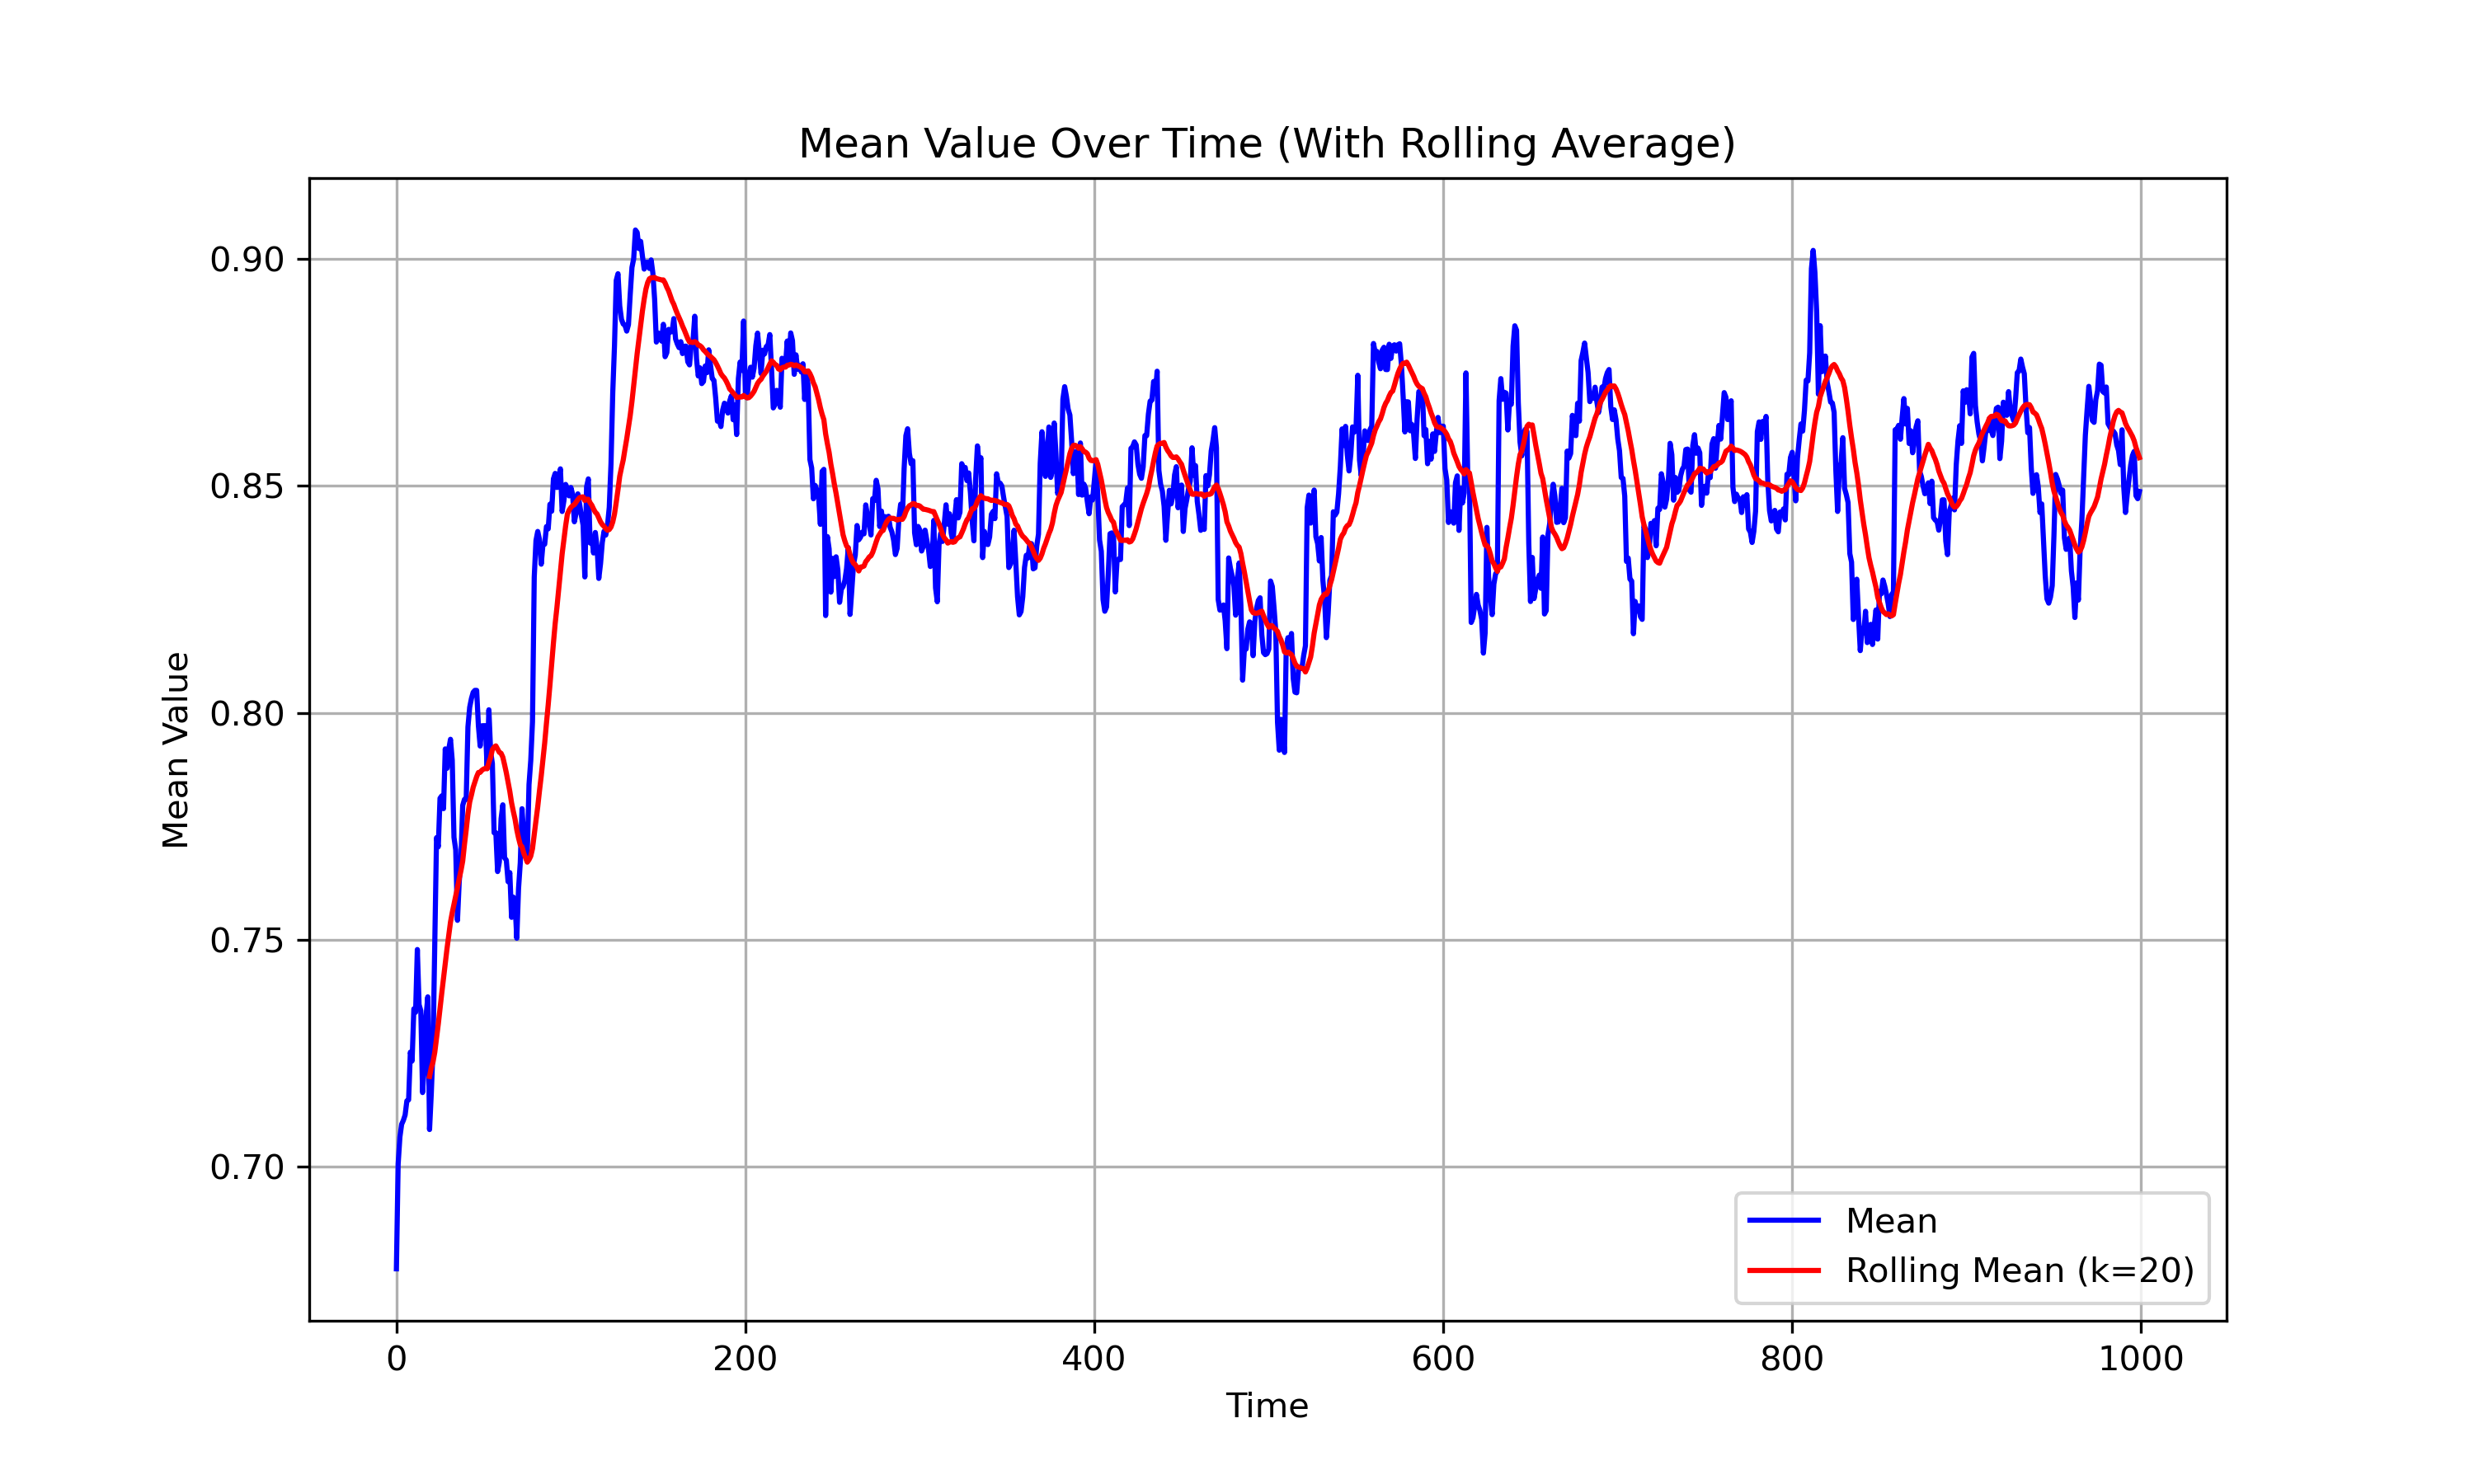 Mean Value Over Time (With Rolling Average)
Mean Value
0.90
0.85
0.80
0.75
0.70
0
200
400
600
800
1000
Time
Mean
Rolling Mean (k=20)